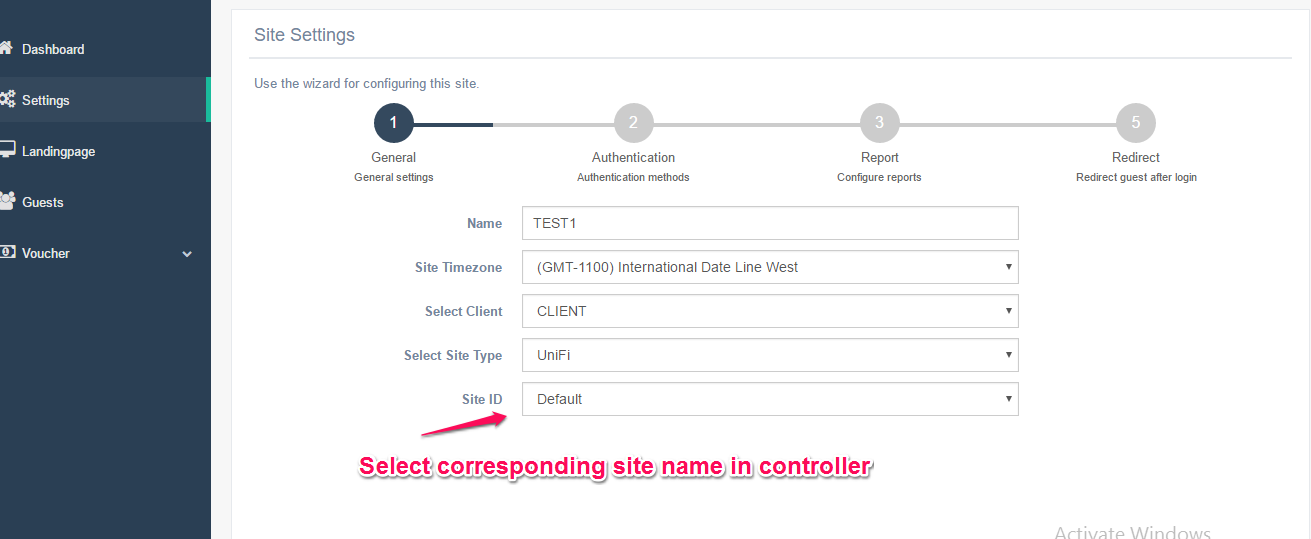 Site Settings
Dashboard
Use the wizard for configuring this site.
Settings
1
2
3
5
General
Authentication
Report
Redirect
Landingpage
General settings
Authentication methods
Configure reports
Redirect guest after login
Guests
Name
TEST1
Voucher
Site Timezone
(GMT-1100) International Date Line West
Select Client
CLIENT
Select Site Type
UniFi
Site ID
Default
Select corresponding site name in controller
Activate Windows